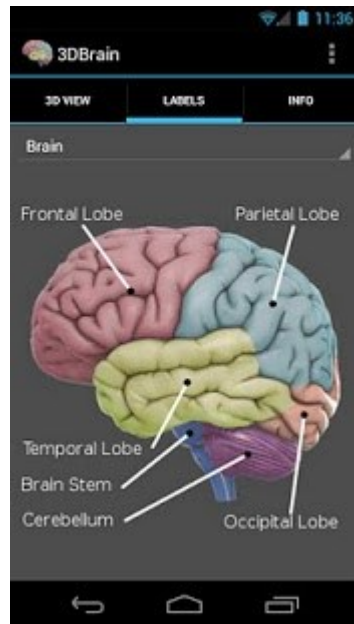 11:36
3DBrain
3D VIEW LABELS INFO
Brain
Frontal Lobe Parietal Lobe
Temporal Lobe
Brain Stem
Cerebellum Occipital Lobe